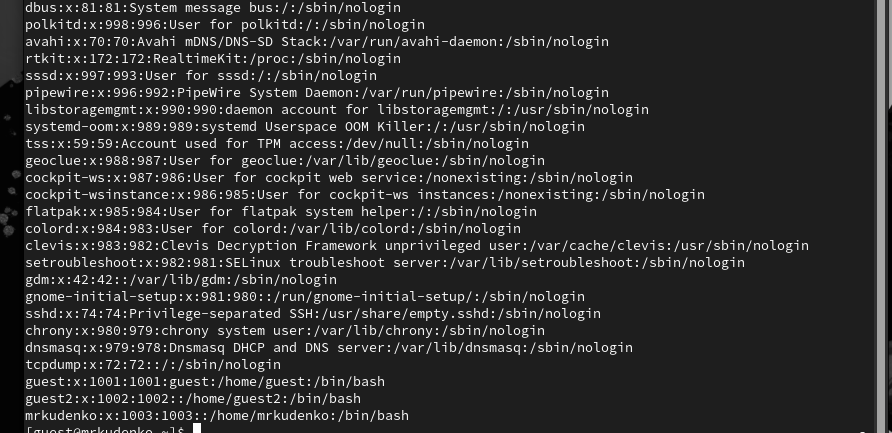 dbus:x:81:81:System message bus:/:/sbin/nologin
polkitd:x:998:996:User for polkitd:/:/sbin/nologin
avahi:x:70:70:Avahi mDNS/DNS-SD Stack:/var/run/avahi-daemon:/sbin/nologin
rtkit:x:172:172:RealtimeKit:/proc:/sbin/nologin
sssd:x:997:993:User for sssd:/:/sbin/nologin
pipewire:x:996:992:PipeWire System Daemon:/var/run/pipewire:/sbin/nologin
libstoragemgmt:x:990:990:daemon account for libstoragemgmt:/:/usr/sbin/nologin
systemd-oom:x:989:989:systemd Userspace OOM Killer:/:/usr/sbin/nologin
tss:x:59:59:Account used for TPM access:/dev/null:/sbin/nologin
geoclue:x:988:987:User for geoclue:/var/lib/geoclue:/sbin/nologin
cockpit-ws:x:987:986:User for cockpit web service:/nonexisting:/sbin/nologin
cockpit-wsinstance:x:986:985:User for cockpit-ws instances:/nonexisting:/sbin/nologin
flatpak:x:985:984:User for flatpak system helper:/:/sbin/nologin
colord:x:984:983:User for colord:/var/lib/colord:/sbin/nologin
clevis:x:983:982:Clevis Decryption Framework unprivileged user:/var/cache/clevis:/usr/sbin/nologin
setroubleshoot:x:982:981:SELinux troubleshoot server:/var/lib/setroubleshoot:/sbin/nologin
gdm:x:42:42::/var/lib/gdm:/sbin/nologin
gnome-initial-setup:x:981:980::/run/gnome-initial-setup/:/sbin/nologin
sshd:x:74:74:Privilege-separated SSH:/usr/share/empty.sshd:/sbin/nologin
chrony:x:980:979:chrony system user:/var/lib/chrony:/sbin/nologin
dnsmasq:x:979:978:Dnsmasq DHCP and DNS server:/var/lib/dnsmasq:/sbin/nologin
tcpdump:x:72:72::/:/sbin/nologin
guest:x:1001:1001:guest:/home/guest:/bin/bash
guest2:x:1002:1002::/home/guest2:/bin/bash
mrkudenko:x:1003:1003::/home/mrkudenko:/bin/bash
[guest@mrkudenko ~]$